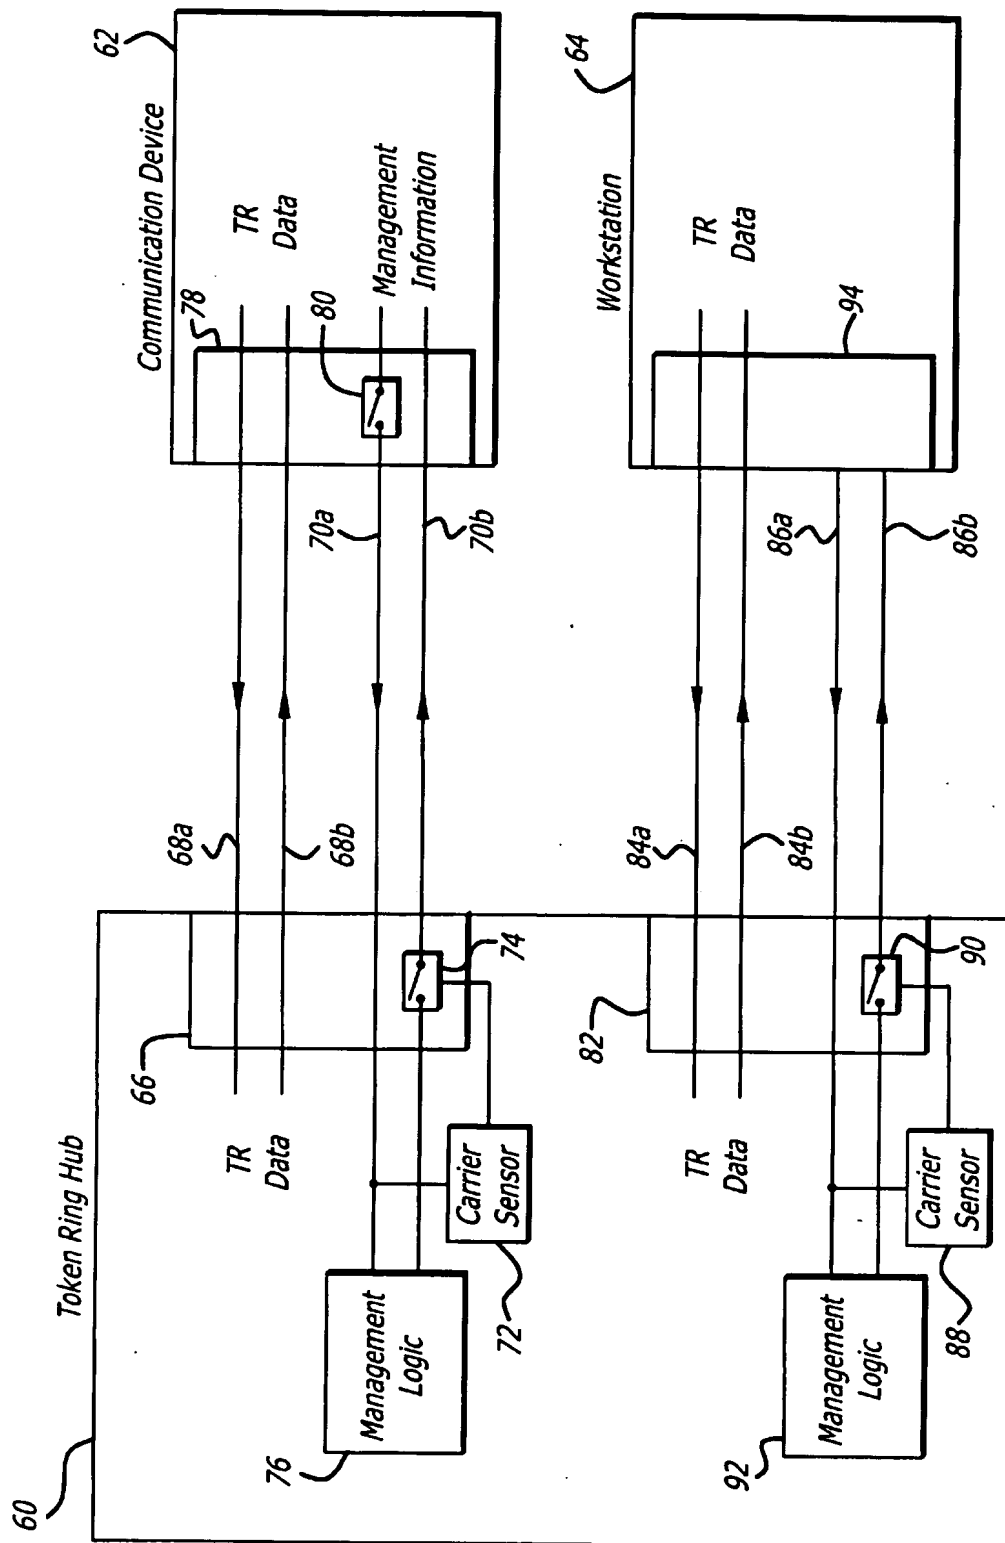 Token Ring Hub
60
66
TR
Data
Management
Logic
76
Carrier
Sensor
72
74
68a
68b
70a
70b
Communication Device
62
78
80
TR
Data
Management
Information
82
TR
Data
Management
Logic
92
Carrier
Sensor
88
90
84a
84b
86a
86b
Workstation
64
94
TR
Data